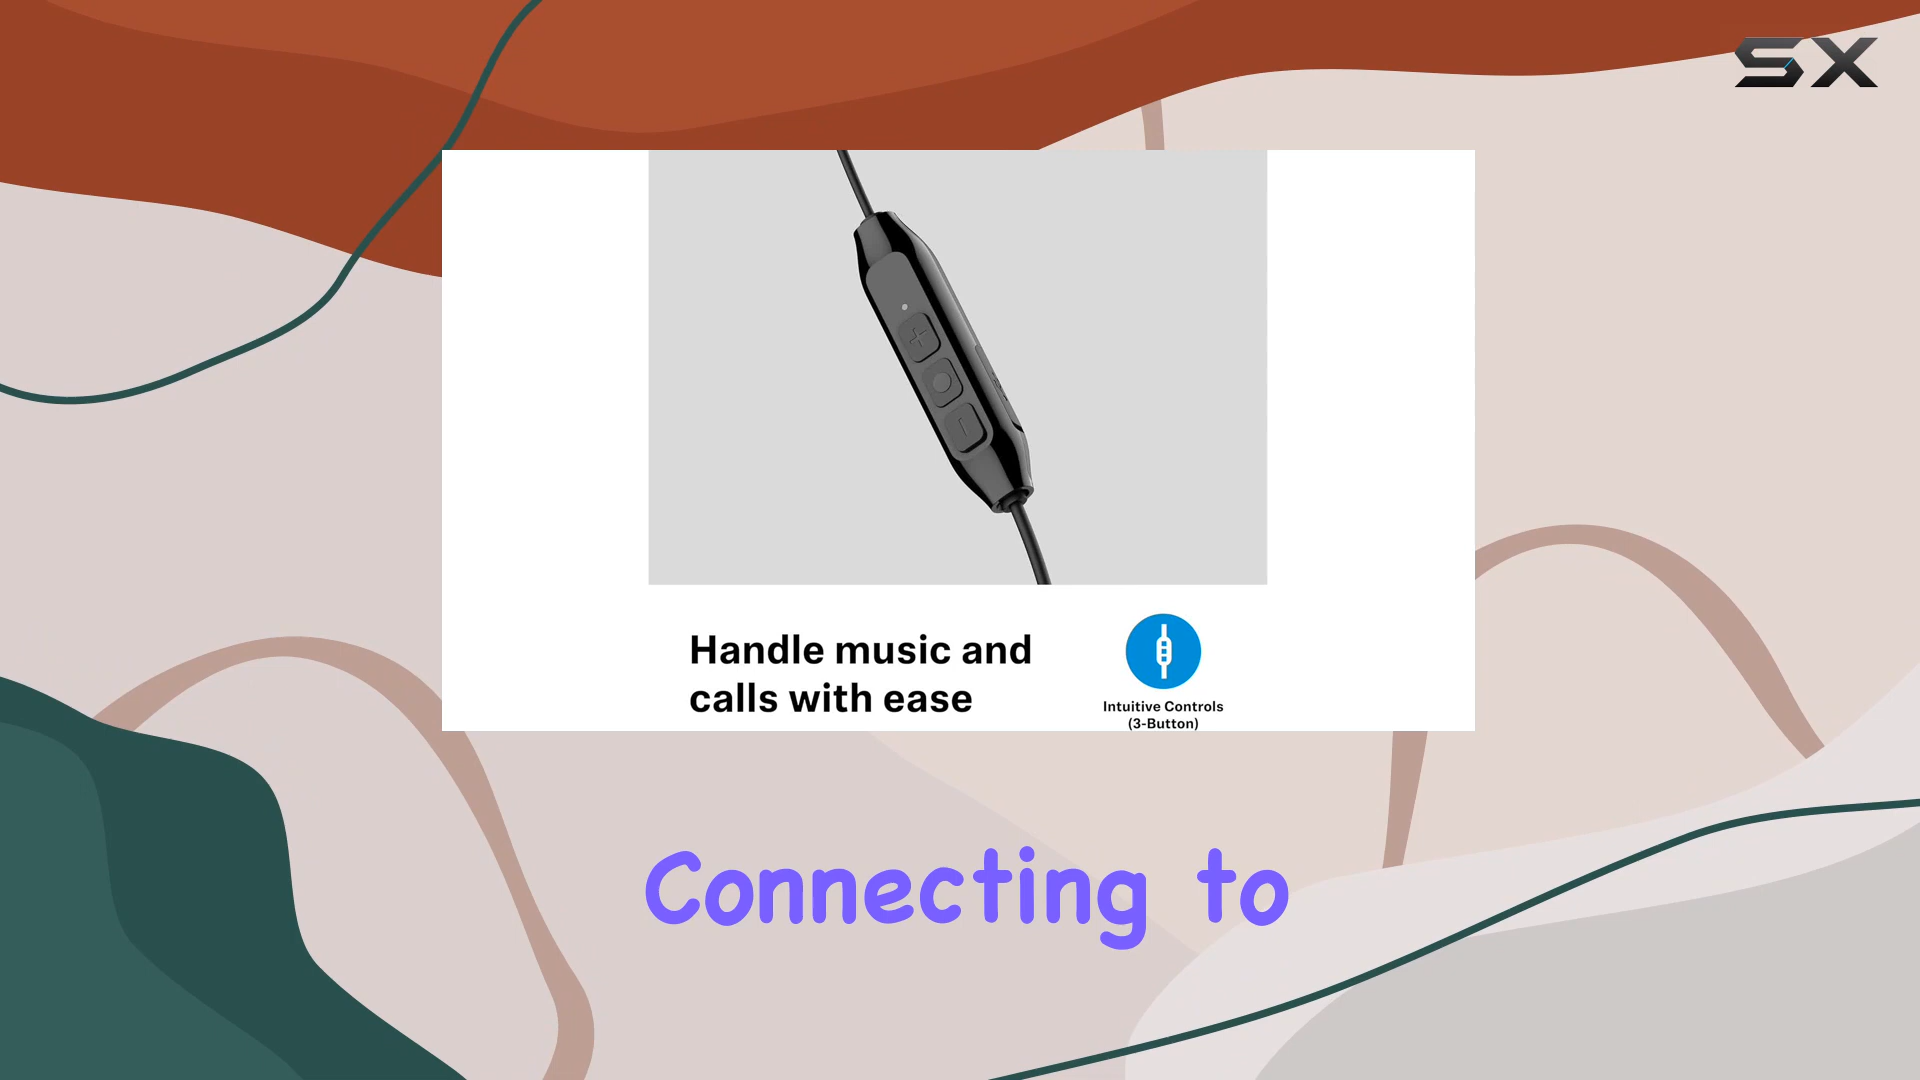 SX
Handle music and
calls with ease
Intuitive Controls
(3-Button)
Connecting to